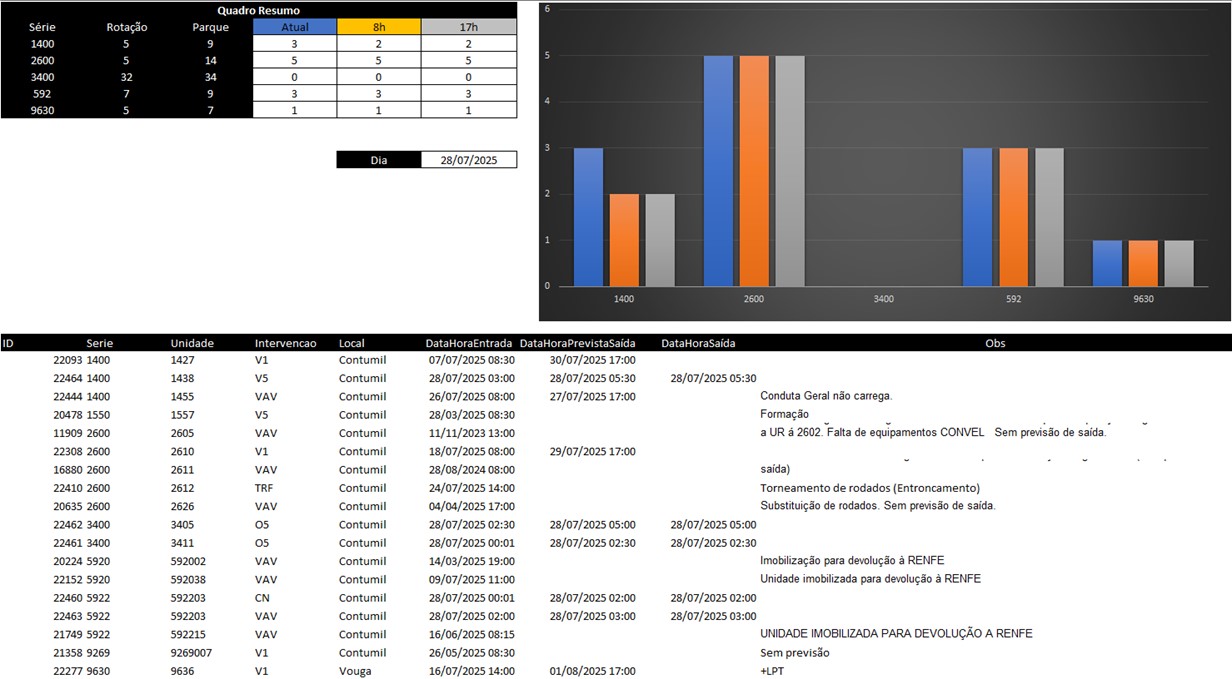 Quadro Resumo
Série Rotação Parque Atual 8h 17h
1400 5 9 3 2 2
2600 5 14 5 5 5
3400 32 34 0 0 0
592 7 9 3 3 3
9630 5 7 1 1 1
Dia 28/07/2025
6
5
4
3
2
1
0
1400 2600 3400 592 9630
ID Serie Unidade Intervencao Local DataHoraEntrada DataHoraPrevistaSaída DataHoraSaída Obs
22093 1400 1427 V1 Contumil 07/07/2025 08:30 30/07/2025 17:00
22464 1400 1438 V5 Contumil 28/07/2025 03:00 28/07/2025 05:30 28/07/2025 05:30
22444 1400 1455 VAV Contumil 26/07/2025 08:00 27/07/2025 17:00 Conduta Geral não carrega.
20478 1550 1557 V5 Contumil 28/03/2025 08:30 Formação
11909 2600 2605 VAV Contumil 11/11/2023 13:00 a UR á 2602. Falta de equipamentos CONVEL Sem previsão de saída.
22308 2600 2610 V1 Contumil 18/07/2025 08:00 29/07/2025 17:00
16880 2600 2611 VAV Contumil 28/08/2024 08:00 saída)
22410 2600 2612 TRF Contumil 24/07/2025 14:00 Torneamento de rodados (Entroncamento)
20635 2600 2626 VAV Contumil 04/04/2025 17:00 Substituição de rodados. Sem previsão de saída.
22462 3400 3405 O5 Contumil 28/07/2025 02:30 28/07/2025 05:00 28/07/2025 05:00
22461 3400 3411 O5 Contumil 28/07/2025 00:01 28/07/2025 02:30 28/07/2025 02:30
20224 5920 592002 VAV Contumil 14/03/2025 19:00 Imobilização para devolução à RENFE
22152 5920 592038 VAV Contumil 09/07/2025 11:00 Unidade imobilizada para devolução à RENFE
22460 5922 592203 CN Contumil 28/07/2025 00:01 28/07/2025 02:00 28/07/2025 02:00
22463 5922 592203 VAV Contumil 28/07/2025 02:00 28/07/2025 03:00 28/07/2025 03:00
21749 5922 592215 VAV Contumil 16/06/2025 08:15 UNIDADE IMOBILIZADA PARA DEVOLUÇÃO A RENFE
21358 9269 9269007 V1 Contumil 26/05/2025 08:30 Sem previsão
22277 9630 9636 V1 Vouga 16/07/2025 14:00 01/08/2025 17:00 +LPT